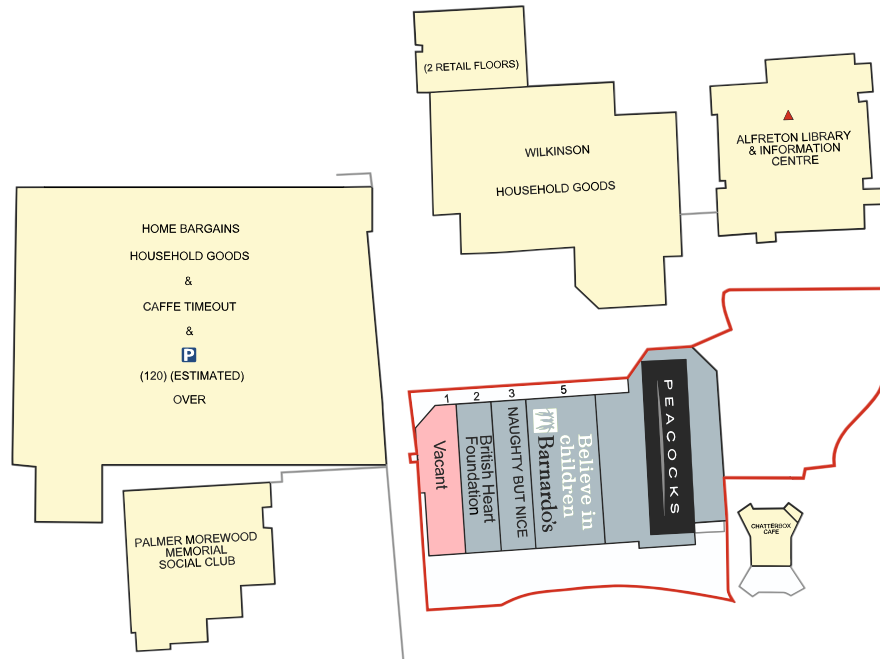 (2 RETAIL FLOORS)
WILKINSON
HOUSEHOLD GOODS
ALFRETON LIBRARY
& INFORMATION
CENTRE
HOME BARGAINS
HOUSEHOLD GOODS
&
CAFFE TIMEOUT
&
P
(120) (ESTIMATED)
OVER
PALMER MOREWOOD
MEMORIAL
SOCIAL CLUB
1
2
3
5
Vacant
British Heart
Foundation
NAUGHTY BUT NICE
Believe in
children
Barnardo's
PEACOCKS
CHATTERBOX
CAFE